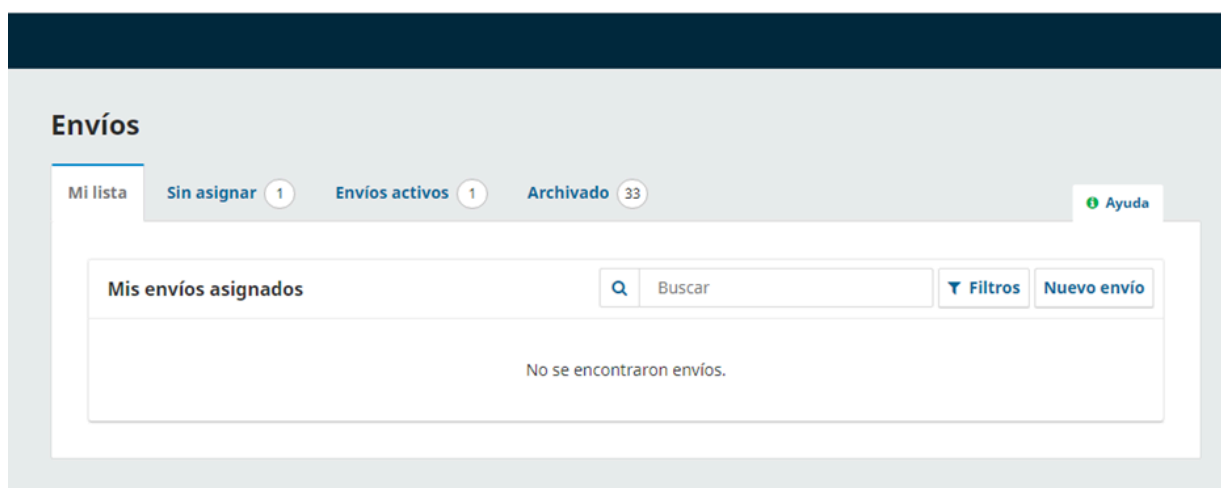 Envíos
Mi lista Sin asignar 1 Envíos activos 1 Archivado 33 Ayuda
Mis envíos asignados Buscar Filtros Nuevo envío
No se encontraron envíos.